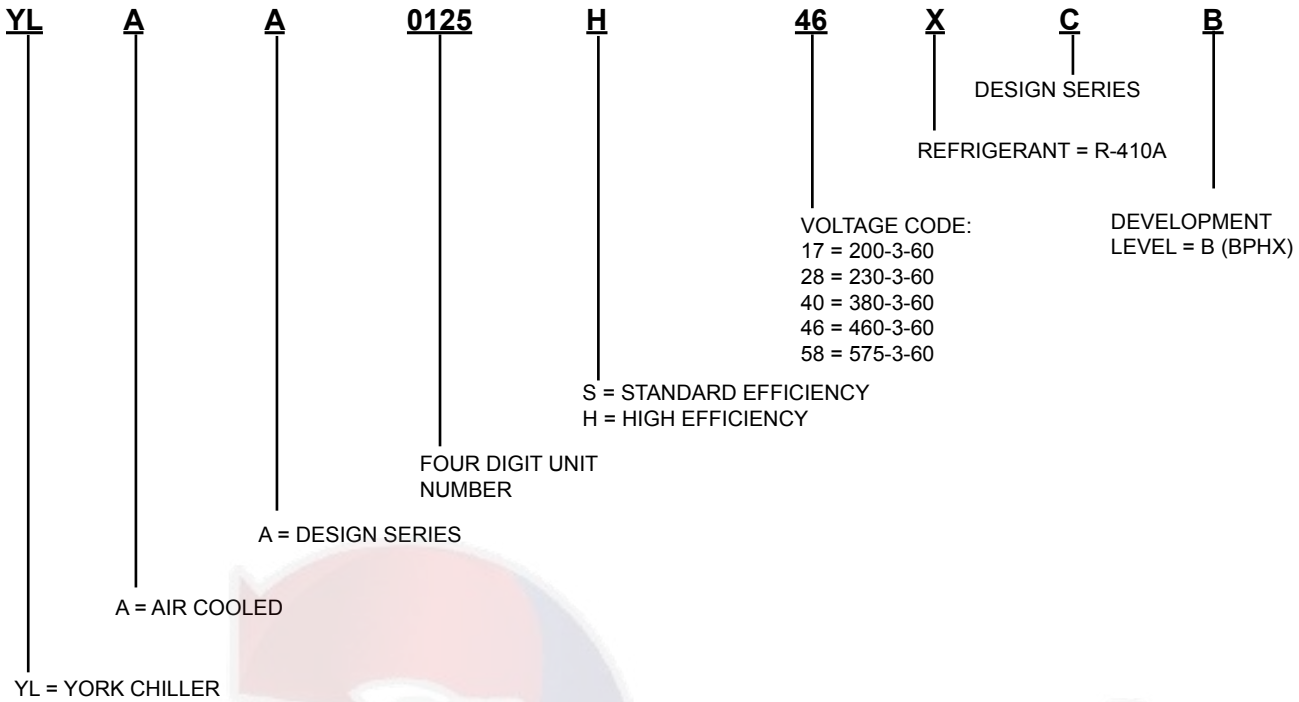 YL A A 0125 H 46 X C B
DESIGN SERIES
REFRIGERANT = R-410A
VOLTAGE CODE:
17 = 200-3-60
28 = 230-3-60
40 = 380-3-60
46 = 460-3-60
58 = 575-3-60
DEVELOPMENT
LEVEL = B (BPHX)
S = STANDARD EFFICIENCY
H = HIGH EFFICIENCY
FOUR DIGIT UNIT
NUMBER
A = DESIGN SERIES
A = AIR COOLED
YL = YORK CHILLER